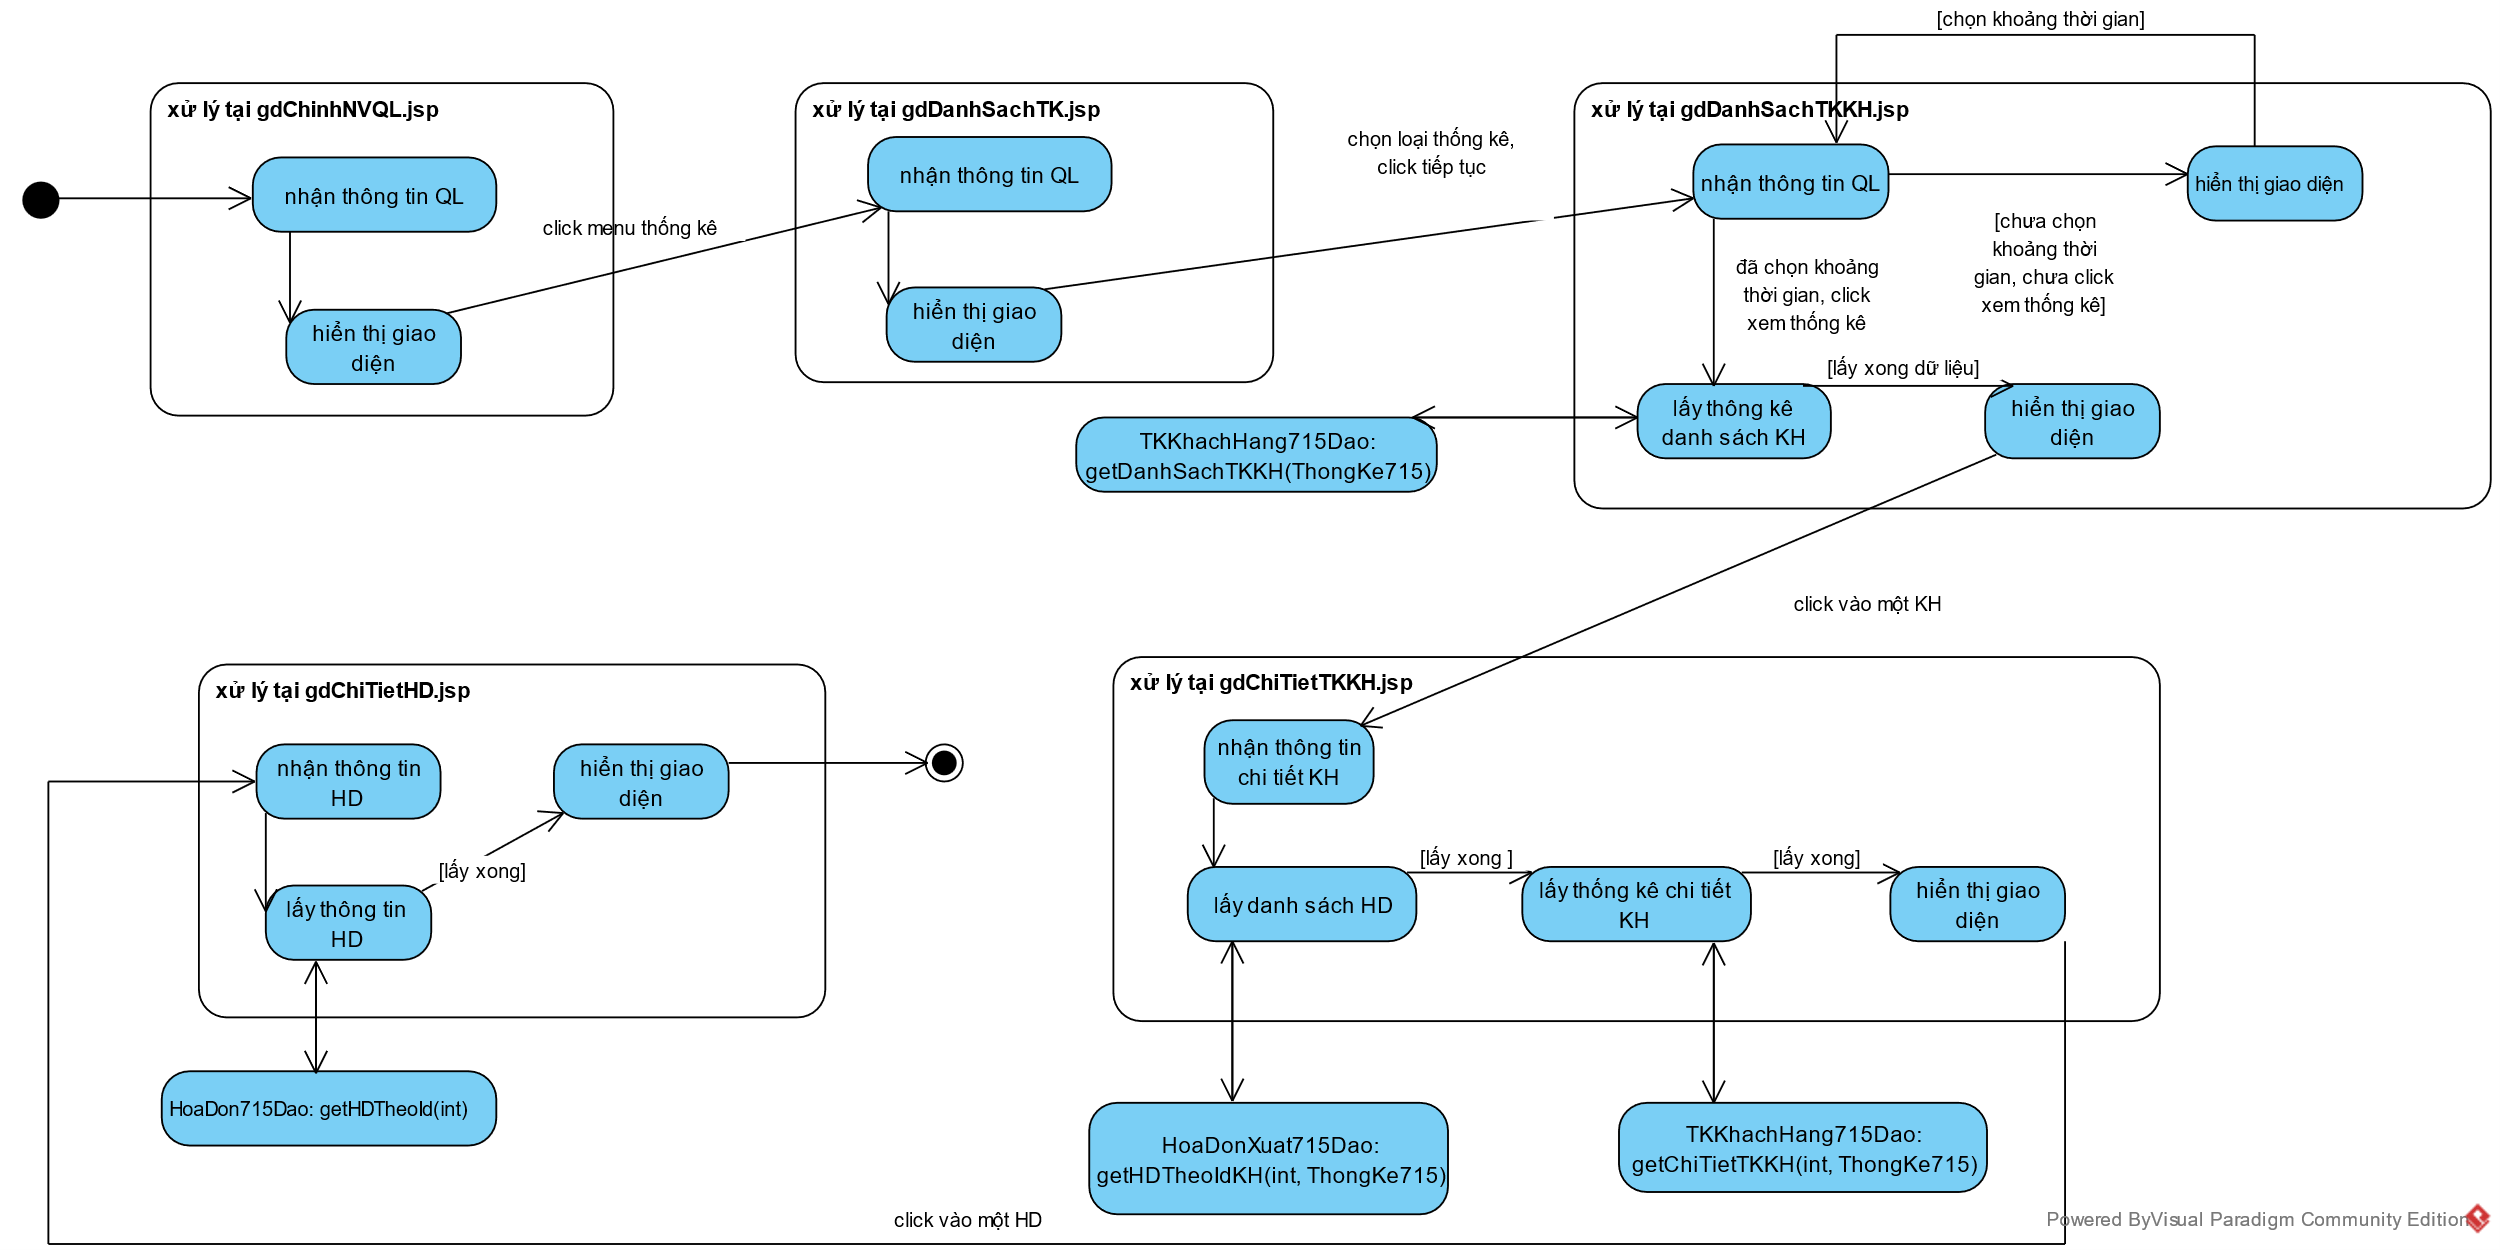 [chọn khoảng thời gian]
xử lý tại gdChinhNVQL.jsp
nhận thông tin QL
hiển thị giao
diện
click menu thống kê
xử lý tại gdDanhSachTK.jsp
nhận thông tin QL
hiển thị giao
diện
chọn loại thống kê,
click tiếp tục
xử lý tại gdDanhSachTKKH.jsp
nhận thông tin QL
hiển thị giao diện
[chưa chọn
khoảng thời
gian, chưa click
xem thống kê]
đã chọn khoảng
thời gian, click
xem thống kê
[lấy xong dữ liệu]
lấy thông kê
danh sách KH
hiển thị giao
diện
TKKhachHang715Dao:
getDanhSachTKKH(ThongKe715)
click vào một KH
xử lý tại gdChiTietHD.jsp
nhận thông tin
HD
hiển thị giao
diện
[lấy xong]
lấy thông tin
HD
HoaDon715Dao: getHDTheoId(int)
xử lý tại gdChiTietTKKH.jsp
nhận thông tin
chi tiết KH
lấy danh sách HD
[lấy xong ]
lấy thống kê chi tiết
KH
[lấy xong]
hiển thị giao
diện
HoaDonXuat715Dao:
getHDTheoIdKH(int, ThongKe715)
TKKhachHang715Dao:
getChiTietTKKH(int, ThongKe715)
click vào một HD
Powered By Visual Paradigm Community Edition